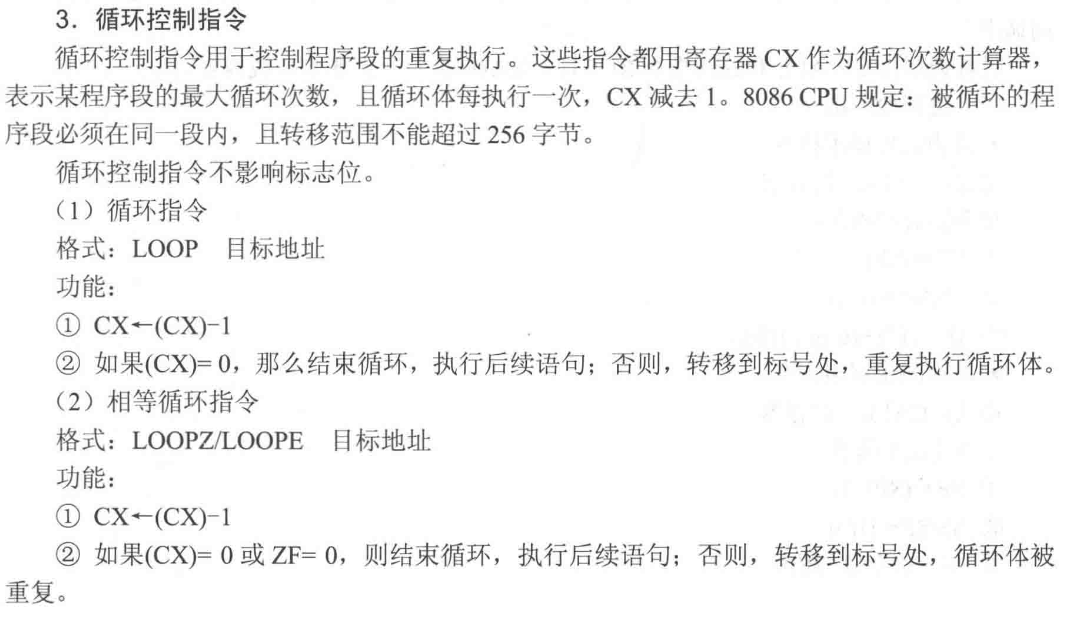 3．循环控制指令
循环控制指令用于控制程序段的重复执行。这些指令都用寄存器 CX 作为循环次数计算器，
表示某程序段的最大循环次数，且循环体每执行一次，CX 减去 1。8086 CPU 规定：被循环的程
序段必须在同一段内，且转移范围不能超过 256 字节。
循环控制指令不影响标志位。
（1）循环指令
格式：LOOP 目标地址
功能：
① CX←(CX)−1
② 如果(CX)= 0，那么结束循环，执行后续语句；否则，转移到标号处，重复执行循环体。
（2）相等循环指令
格式：LOOPZ/LOOPE 目标地址
功能：
① CX←(CX)−1
② 如果(CX)= 0 或 ZF= 0，则结束循环，执行后续语句；否则，转移到标号处，循环体被
重复。